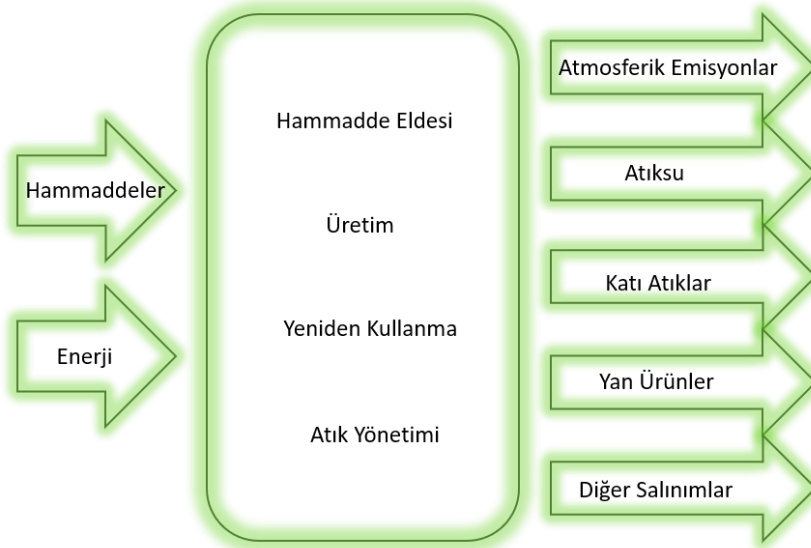 Hammaddeler
Enerji
Hammadde Eldesi
Üretim
Yeniden Kullanma
Atık Yönetimi
Atmosferik Emisyonlar
Atıksu
Katı Atıklar
Yan Ürünler
Diğer Salınımlar